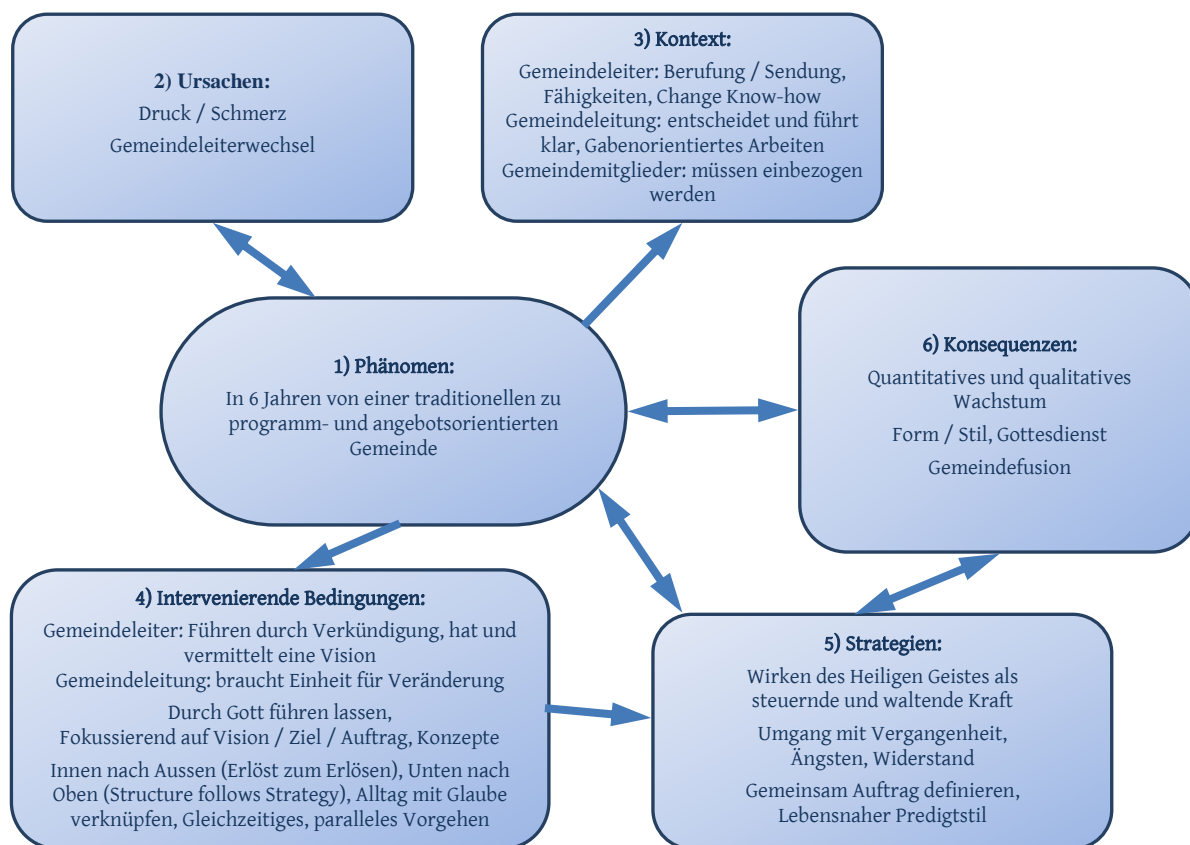 2) Ursachen:
Druck / Schmerz
Gemeindeleiterwechsel
3) Kontext:
Gemeindeleiter: Berufung / Sendung,
Fähigkeiten, Change Know-how
Gemeindeleitung: entscheidet und führt
klar, Gabenorientiertes Arbeiten
Gemeindemitglieder: müssen einbezogen
werden
1) Phänomen:
In 6 Jahren von einer traditionellen zu
programm- und angebotsorientierten
Gemeinde
6) Konsequenzen:
Quantitatives und qualitatives
Wachstum
Form / Stil, Gottesdienst
Gemeindefusion
4) Intervenierende Bedingungen:
Gemeindeleiter: Führen durch Verkündigung, hat und
vermittelt eine Vision
Gemeindeleitung: braucht Einheit für Veränderung
Durch Gott führen lassen,
Fokussierend auf Vision / Ziel / Auftrag, Konzepte
Innen nach Aussen (Erlöst zum Erlösen), Unten nach
Oben (Structure follows Strategy), Alltag mit Glaube
verknüpfen, Gleichzeitiges, paralleles Vorgehen
5) Strategien:
Wirken des Heiligen Geistes als
steuernde und waltende Kraft
Umgang mit Vergangenheit,
Ängsten, Widerstand
Gemeinsam Auftrag definieren,
Lebensnaher Predigtstil